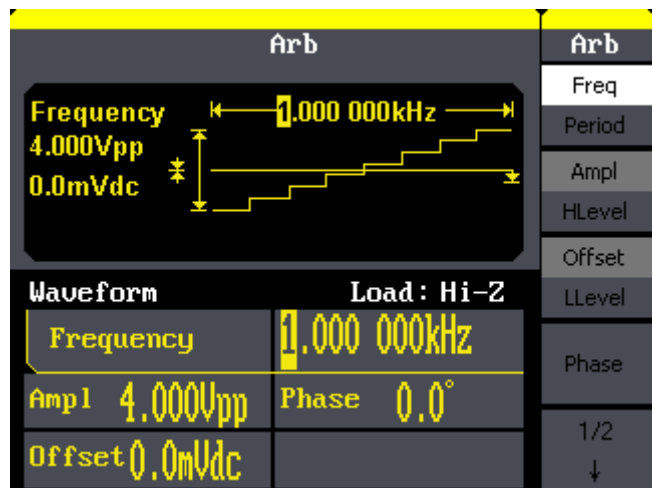 Arb
Frequency
1.000 000kHz
4.000Vpp
0.0mVdc
Waveform
Load: Hi-Z
Frequency
1.000 000kHz
Ampl 4.000Vpp
Phase 0.0°
Offset 0.0mVdc
Arb
Freq
Period
Ampl
HLevel
Offset
LLevel
Phase
1/2
↓